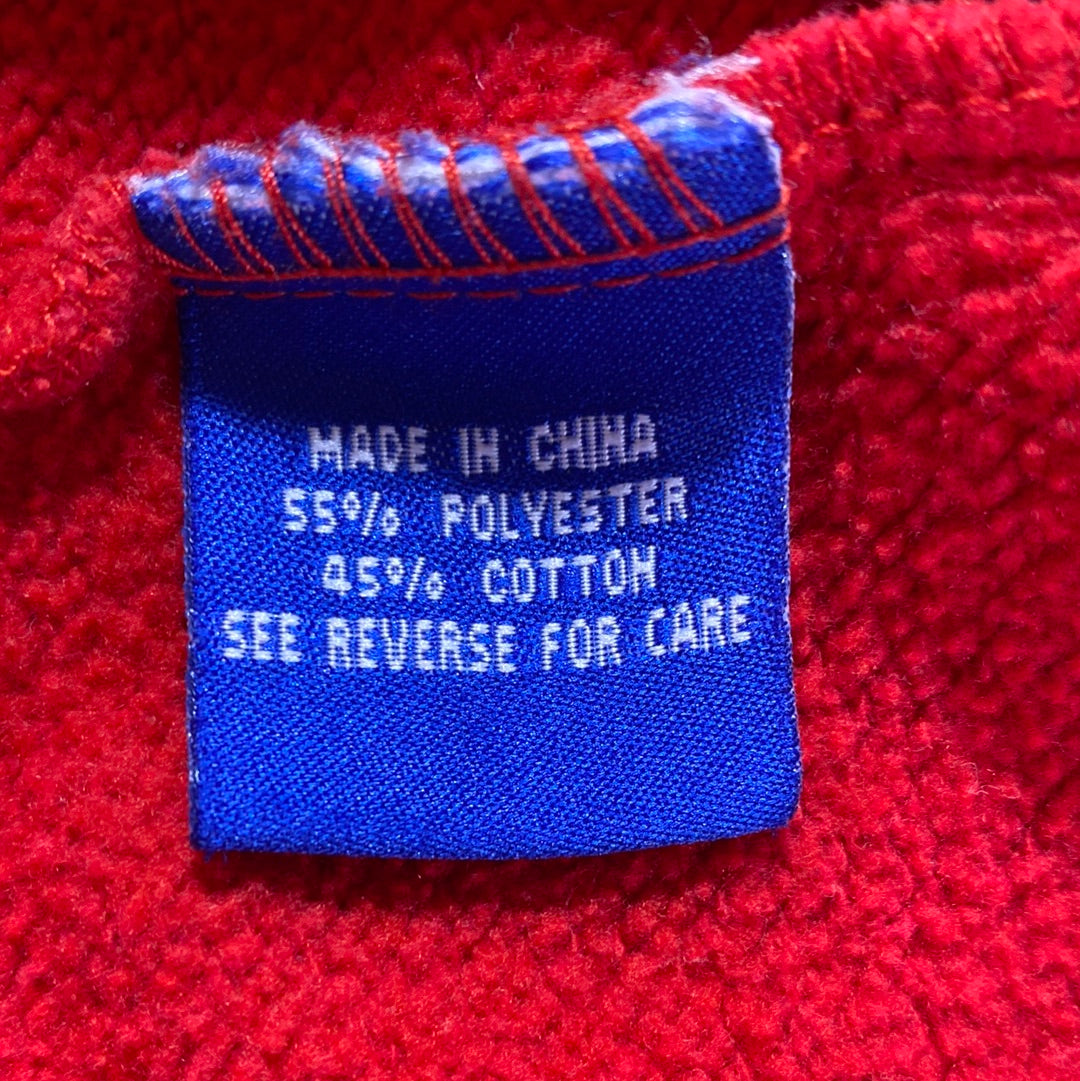 MADE IN CHINA
55% POLYESTER
45% COTTON
SEE REVERSE FOR CARE